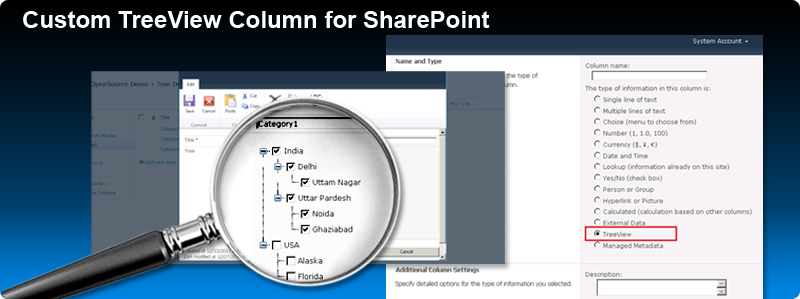 Custom TreeView Column for SharePoint
System Account
OpenSource Demo
Tree De
Edit
Save
Cancel
Paste
Cut
Copy
Commit
Title *
Tree
Title
Add new item
Category1
India
Delhi
Uttam Nagar
Uttar Pardesh
Noida
Ghaziabad
USA
Alaska
Florida
Cancel
Name and Type
the type of
column.
Column name:
The type of information in this column is:
Single line of text
Multiple lines of text
Choice (menu to choose from)
Number (1, 1.0, 100)
Currency ($, ¥, €)
Date and Time
Lookup (information already on this site)
Yes/No (check box)
Person or Group
Hyperlink or Picture
Calculated (calculation based on other columns)
External Data
TreeView
Managed Metadata
Additional Column Settings
Specify detailed options for the type of information you selected.
Description: